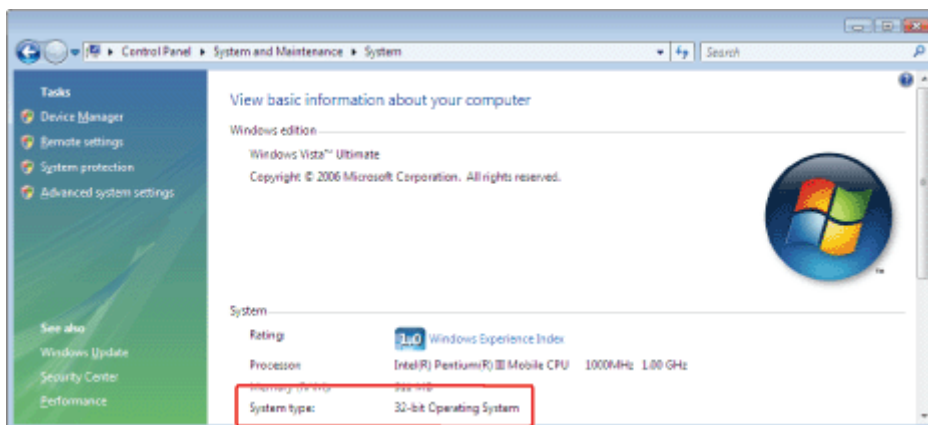 Control Panel ▸ System and Maintenance ▸ System
Search
Tasks
Device Manager
Remote settings
System protection
Advanced system settings
See also
Windows Update
Security Center
Performance
View basic information about your computer
Windows edition
Windows Vista™ Ultimate
Copyright © 2006 Microsoft Corporation. All rights reserved.
System
Rating:
1.0 Windows Experience Index
Processor: Intel(R) Pentium(R) III Mobile CPU 1000MHz 1.00 GHz
Memory (RAM):
System type: 32-bit Operating System